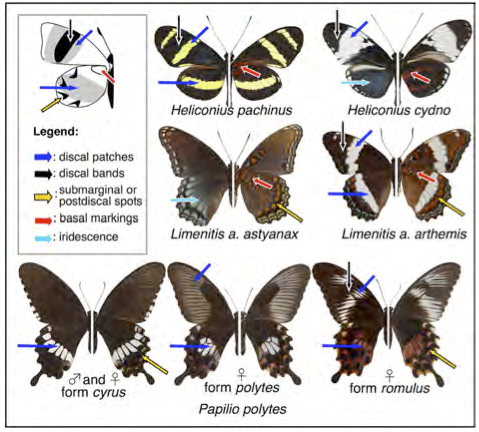 Heliconius pachinus
Heliconius cydno
Legend:
: discal patches
: discal bands
: submarginal or
postdiscal spots
: basal markings
: iridescence
Limenitis a. astyanax
Limenitis a. arthemis
♂ and ♀
form cyrus
♀
form polytes
♀
form romulus
Papilio polytes